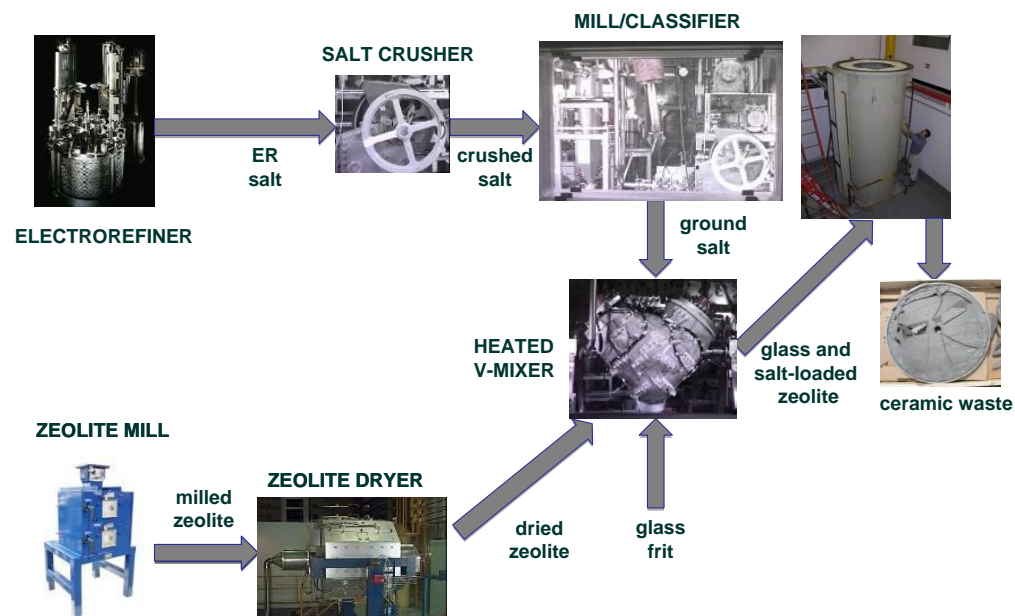 MILL/CLASSIFIER
SALT CRUSHER
ER
salt
crushed
salt
ELECTROREFINER
ground
salt
HEATED
V-MIXER
glass and
salt-loaded
zeolite
ceramic waste
ZEOLITE MILL
ZEOLITE DRYER
milled
zeolite
dried
zeolite
glass
frit